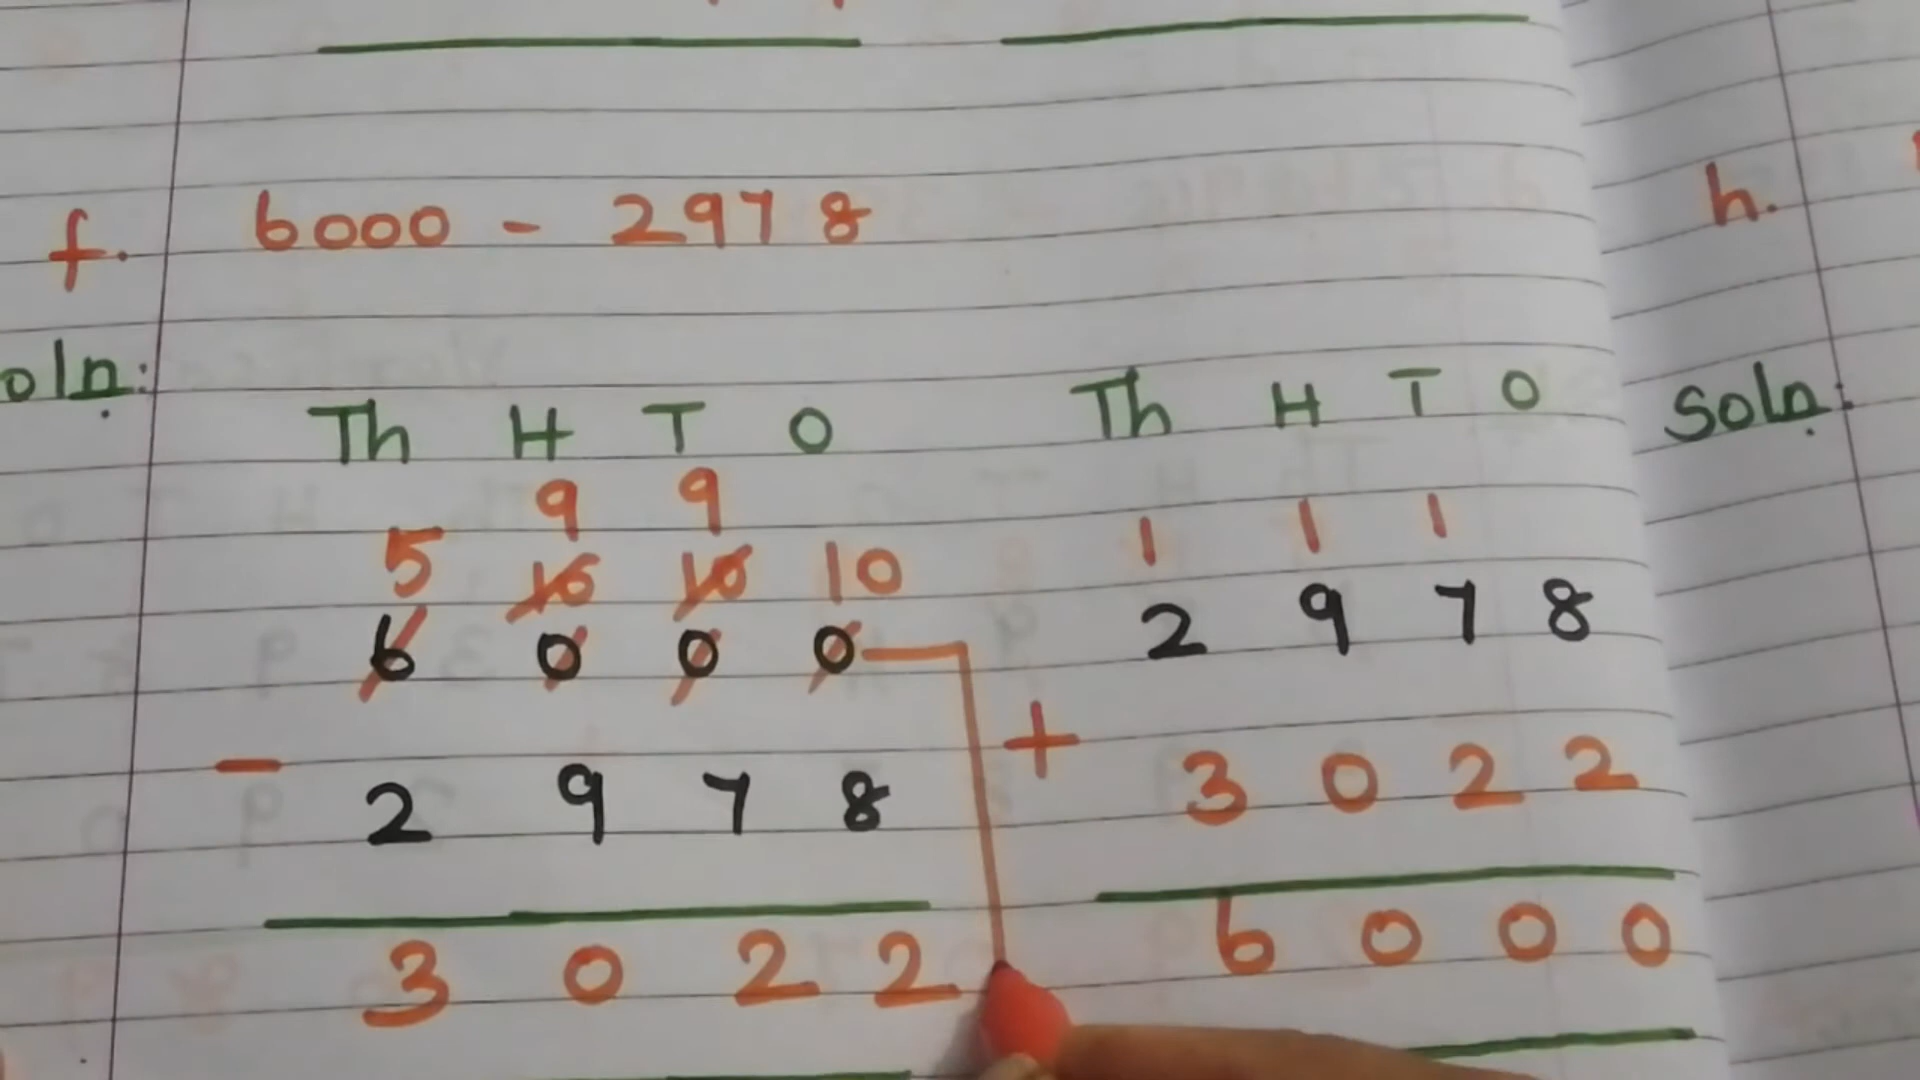 f. 6000 - 2978
h.
oln:
Th H T O
Th H T O
Soln:
9 9
5 10 10 10
1 1 1
6 0 0 0
2 9 7 8
- 2 9 7 8
+ 3 0 2 2
3 0 2 2
6 0 0 0